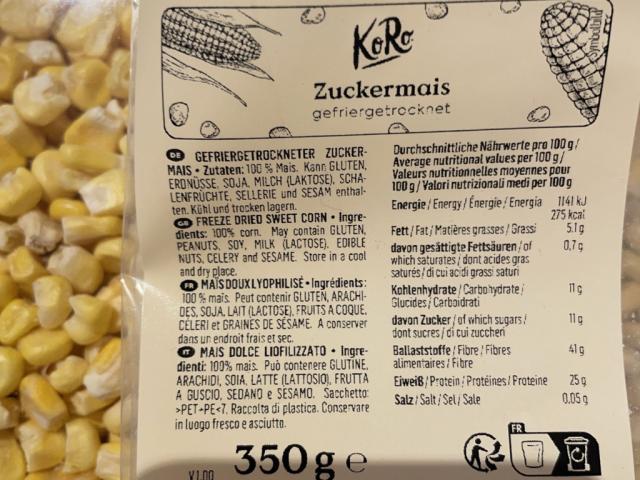 KoRo
Zuckermais
gefriergetrocknet
DE GEFRIERGETROCKNETER ZUCKER-
MAIS • Zutaten: 100 % Mais. Kann GLUTEN,
ERDNÜSSE, SOJA, MILCH (LAKTOSE), SCHA-
LENFRÜCHTE, SELLERIE und SESAM enthal-
ten. Kühl und trocken lagern.
GB FREEZE DRIED SWEET CORN • Ingre-
dients: 100% corn. May contain GLUTEN,
PEANUTS, SOY, MILK (LACTOSE), EDIBLE
NUTS, CELERY and SESAME. Store in a cool
and dry place.
FR MAÏS DOUX LYOPHILISÉ • Ingrédients:
100 % maïs. Peut contenir GLUTEN, ARACHI-
DES, SOJA, LAIT (LACTOSE), FRUITS A COQUE,
CÉLERI et GRAINES DE SÉSAME. A conserver
dans un endroit frais et sec.
IT MAIS DOLCE LIOFILIZZATO • Ingre-
dienti: 100% mais. Può contenere GLUTINE,
ARACHIDI, SOIA, LATTE (LATTOSIO), FRUTTA
A GUSCIO, SEDANO e SESAMO. Sacchetto:
>PET+PE<7. Raccolta di plastica. Conservare
in luogo fresco e asciutto.
V1.00
350 g e
Symbolbild
Durchschnittliche Nährwerte pro 100 g /
Average nutritional values per 100 g /
Valeurs nutritionnelles moyennes pour
100 g / Valori nutrizionali medi per 100 g
Energie / Energy / Énergie / Energia 1141 kJ
275 kcal
Fett / Fat / Matières grasses / Grassi 5.1 g
davon gesättigte Fettsäuren / of 0,7 g
which saturates / dont acides gras
saturés / di cui acidi grassi saturi
Kohlenhydrate / Carbohydrate / 11 g
Glucides / Carboidrati
davon Zucker / of which sugars / 11 g
dont sucres / di cui zuccheri
Ballaststoffe / Fibre / Fibres 41 g
alimentaires / Fibre
Eiweiß / Protein / Protéines / Proteine 25 g
Salz / Salt / Sel / Sale 0.05 g
FR